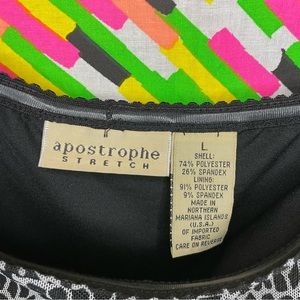 apostrophe
STRETCH
L
SHELL:
74% POLYESTER
26% SPANDEX
LINING:
91% POLYESTER
9% SPANDEX
MADE IN
NORTHERN
MARIANA ISLANDS
(U.S.A.)
OF IMPORTED
FABRIC
CARE ON REVERSE